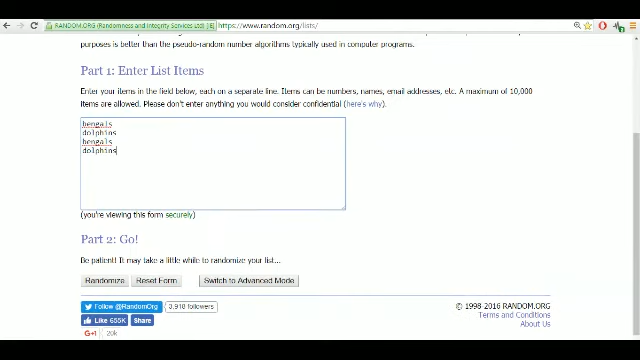 RANDOM.ORG (Randomness and Integrity Services Ltd) [IE] https://www.random.org/lists/
purposes is better than the pseudo-random number algorithms typically used in computer programs.
Part 1: Enter List Items
Enter your items in the field below, each on a separate line. Items can be numbers, names, email addresses, etc. A maximum of 10,000
items are allowed. Please don't enter anything you would consider confidential (here's why).
bengals
dolphins
bengals
dolphins
(you're viewing this form securely)
Part 2: Go!
Be patient! It may take a little while to randomize your list...
Randomize Reset Form Switch to Advanced Mode
Follow @RandomOrg 3,918 followers
© 1998-2016 RANDOM.ORG
Like 655K Share
Terms and Conditions
About Us
G+1 20k